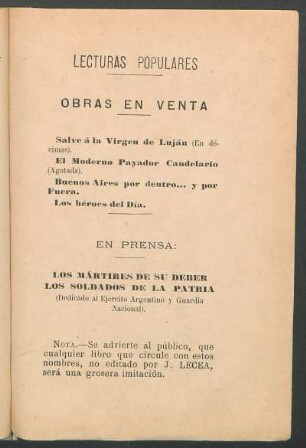 LECTURAS POPULARES
OBRAS EN VENTA
Salve á la Virgen de Luján (En dé-
cimas).
El Moderno Payador Candelario
(Agotada).
Buenos Aires por dentro... y por
Fuera.
Los héroes del Día.
EN PRENSA:
LOS MÁRTIRES DE SU DEBER
LOS SOLDADOS DE LA PATRIA
(Dedicado al Ejército Argentino y Guardia
Nacional).
NOTA.—Se advierte al público, que
cualquier libro que circule con estos
nombres, no editado por J. LECEA,
será una grosera imitación.